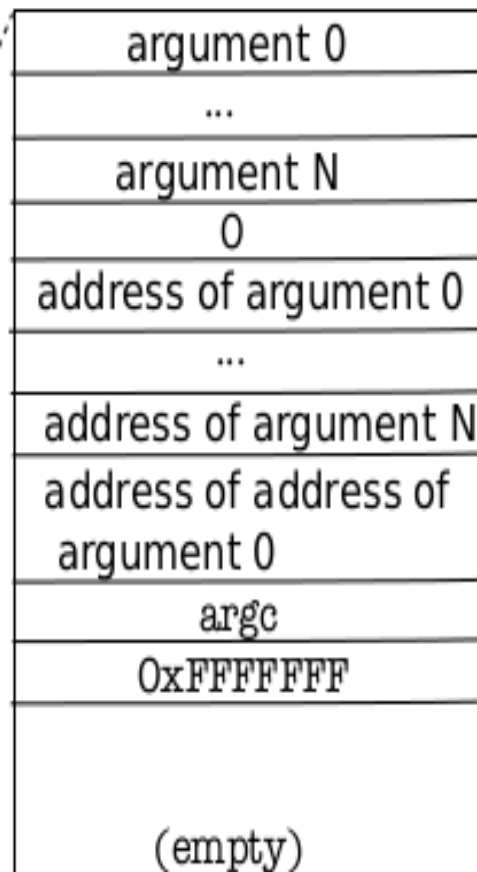 argument 0
...
argument N
0
address of argument 0
...
address of argument N
address of address of
argument 0
argc
0xFFFFFFF
(empty)